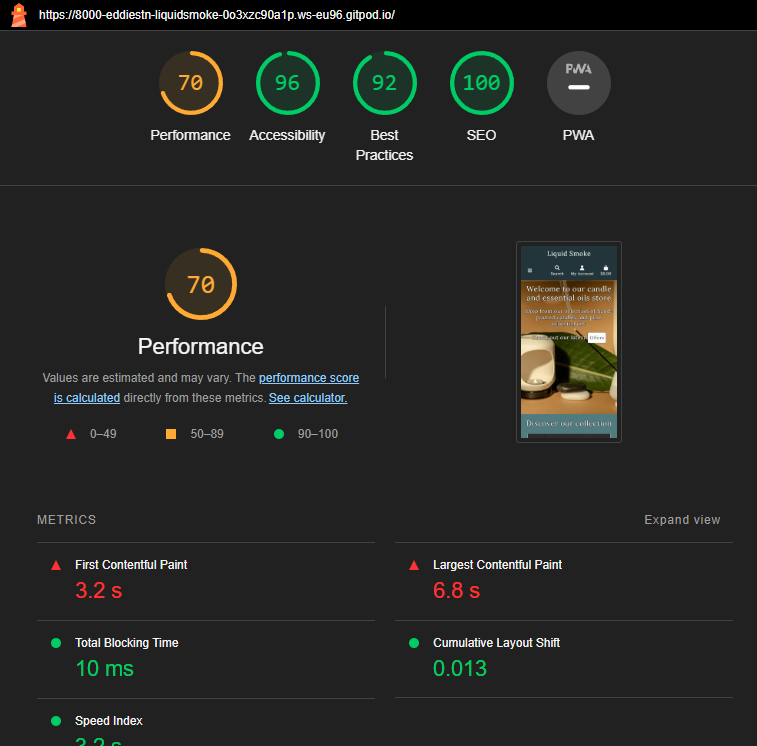 https://8000-eddiestn-liquidsmoke-0o3xzc90a1p.ws-eu96.gitpod.io/
70
96
92
100
PWA
Performance
Accessibility
Best
Practices
SEO
PWA
70
Performance
Values are estimated and may vary. The performance score
is calculated directly from these metrics. See calculator.
0–49
50–89
90–100
Liquid Smoke
Search
My Account
Welcome to our candle
and essential oils store
Discover our collection
METRICS
Expand view
First Contentful Paint
3.2 s
Largest Contentful Paint
6.8 s
Total Blocking Time
10 ms
Cumulative Layout Shift
0.013
Speed Index
3.2 s